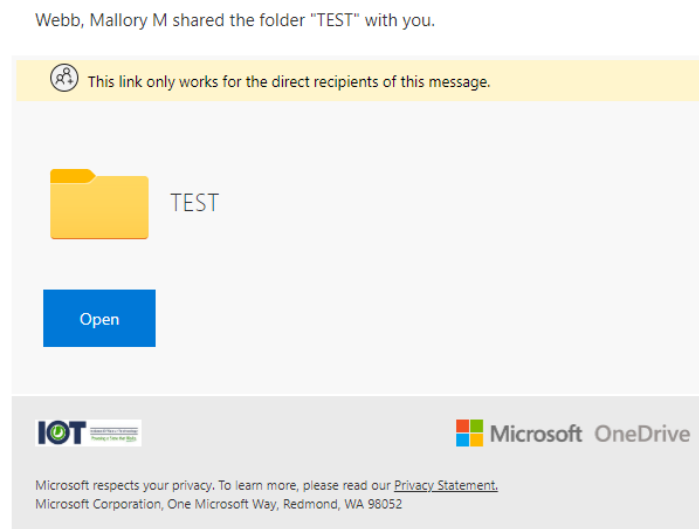 Webb, Mallory M shared the folder "TEST" with you.
This link only works for the direct recipients of this message.
TEST
Open
IOT
Microsoft OneDrive
Microsoft respects your privacy. To learn more, please read our Privacy Statement.
Microsoft Corporation, One Microsoft Way, Redmond, WA 98052